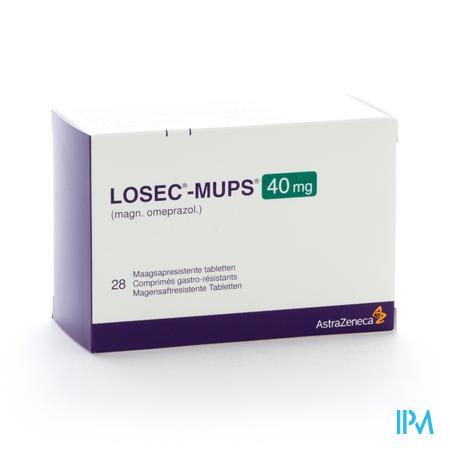 LOSEC®-MUPS® 40 mg
(magn. omeprazol.)
28
Maagsapresistente tabletten
Comprimés gastro-résistants
Magensaftresistente Tabletten
AstraZeneca
IPM